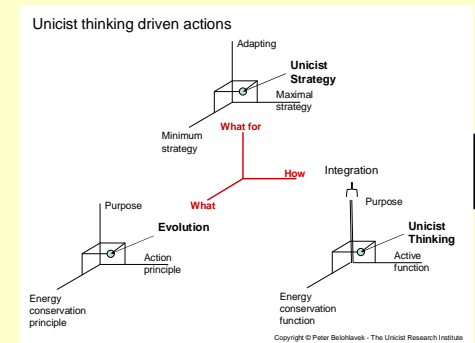 Unicist thinking driven actions
Adapting
Unicist
Strategy
Maximal
strategy
Minimum
strategy
What for
How
What
Integration
Purpose
Evolution
Action
principle
Energy
conservation
principle
Purpose
Unicist
Thinking
Active
function
Energy
conservation
function
Copyright © Peter Belohlavek - The Unicist Research Institute